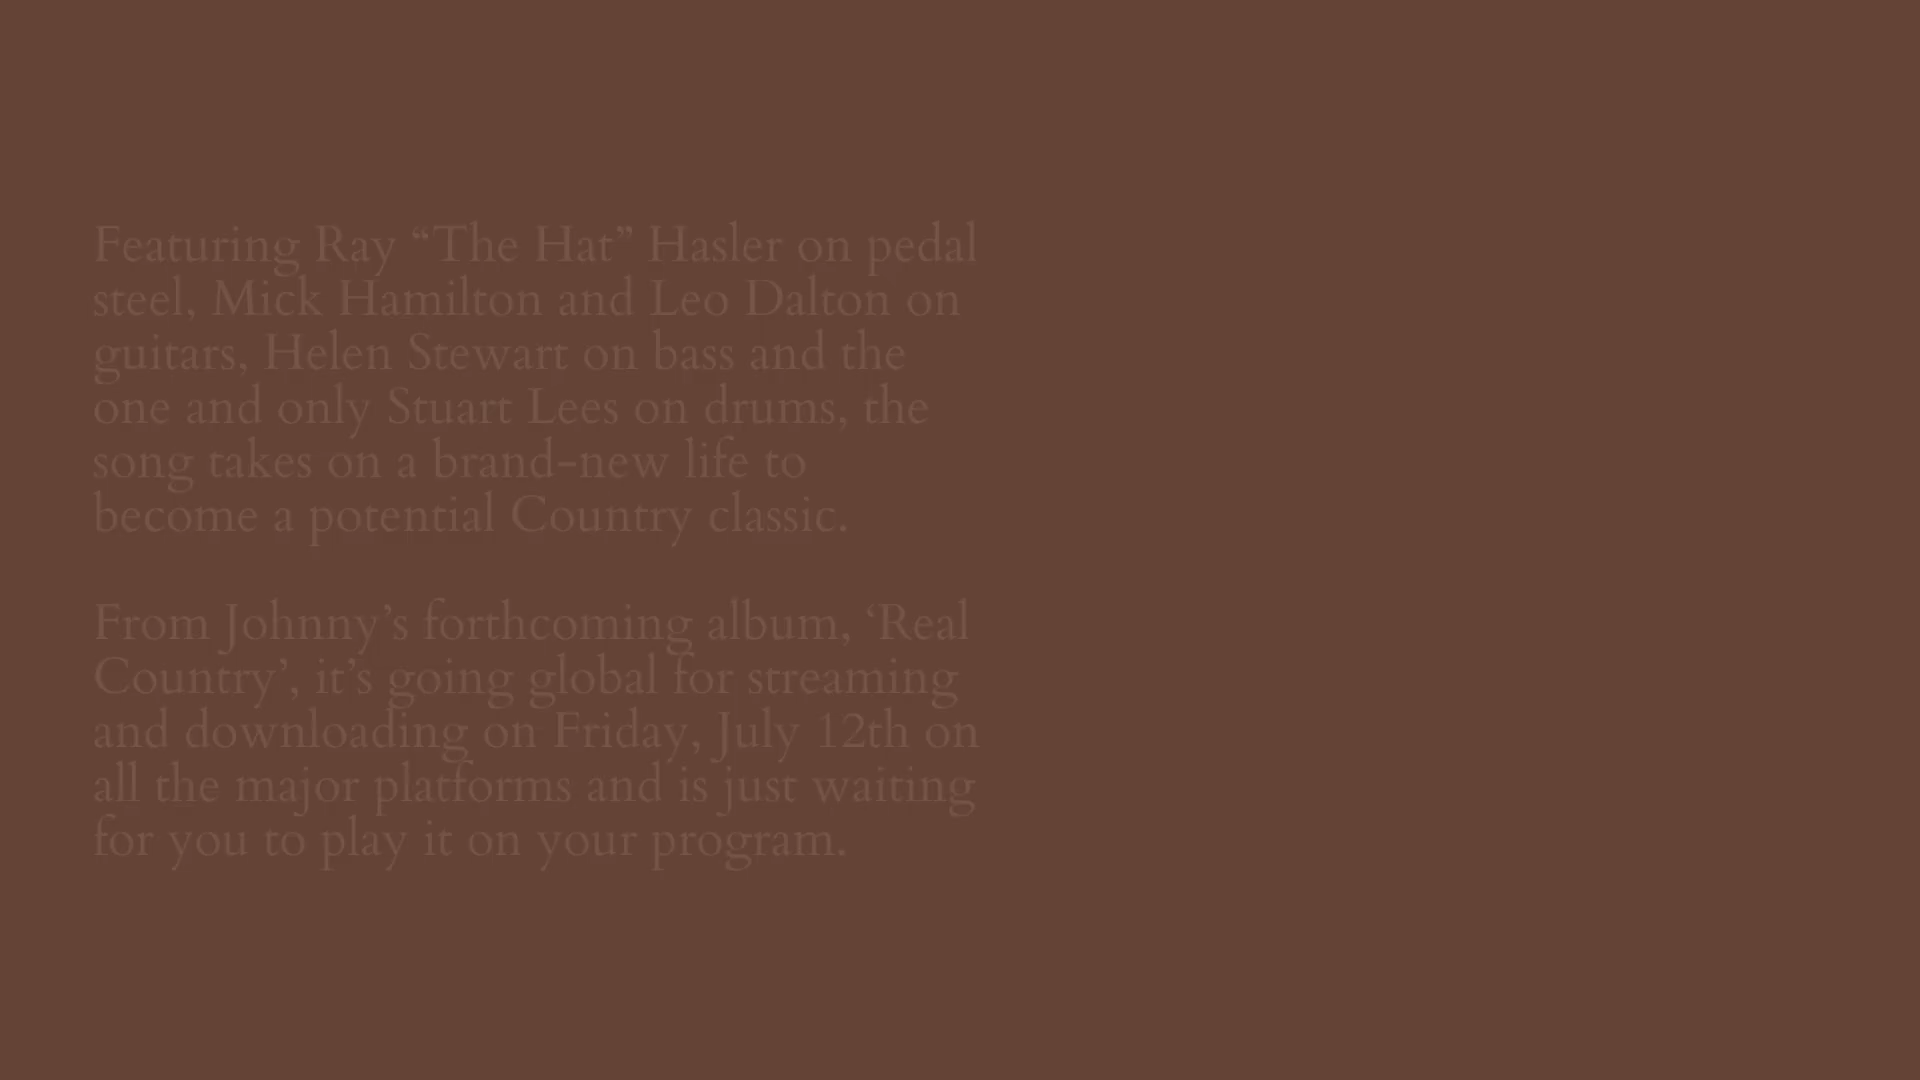 Featuring Ray “The Hat” Hasler on pedal
steel, Mick Hamilton and Leo Dalton on
guitars, Helen Stewart on bass and the
one and only Stuart Lees on drums, the
song takes on a brand-new life to
become a potential Country classic.
From Johnny’s forthcoming album, ‘Real
Country’, it’s going global for streaming
and downloading on Friday, July 12th on
all the major platforms and is just waiting
for you to play it on your program.